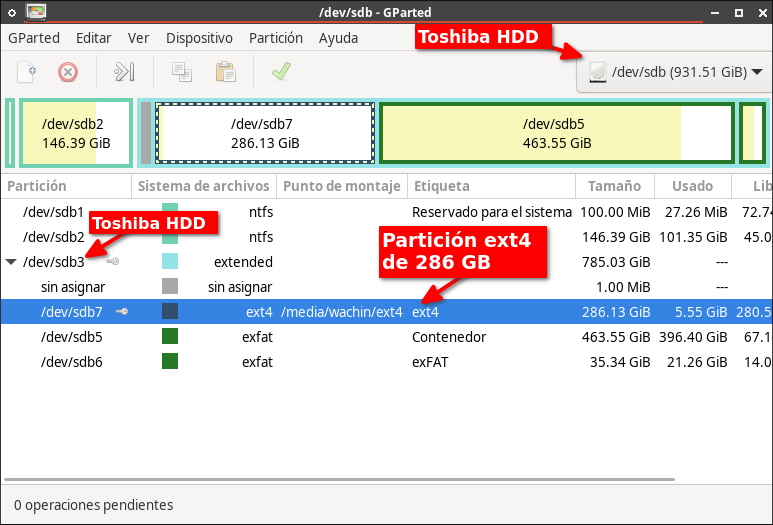 /dev/sdb - GParted
GParted Editar Ver Dispositivo Partición Ayuda
Toshiba HDD
/dev/sdb (931.51 GiB)
/dev/sdb2
146.39 GiB
/dev/sdb7
286.13 GiB
/dev/sdb5
463.55 GiB
Partición Sistema de archivos Punto de montaje Etiqueta Tamaño Usado Lib
/dev/sdb1 ntfs Reservado para el sistema 100.00 MiB 27.26 MiB 72.74
/dev/sdb2 ntfs 146.39 GiB 101.35 GiB 45.0
Toshiba HDD
/dev/sdb3 extended 785.03 GiB ---
Partición ext4
de 286 GB
sin asignar sin asignar 1.00 MiB ---
/dev/sdb7 ext4 /media/wachin/ext4 ext4 286.13 GiB 5.55 GiB 280.5
/dev/sdb5 exfat Contenedor 463.55 GiB 396.40 GiB 67.1
/dev/sdb6 exfat exFAT 35.34 GiB 21.26 GiB 14.0
0 operaciones pendientes